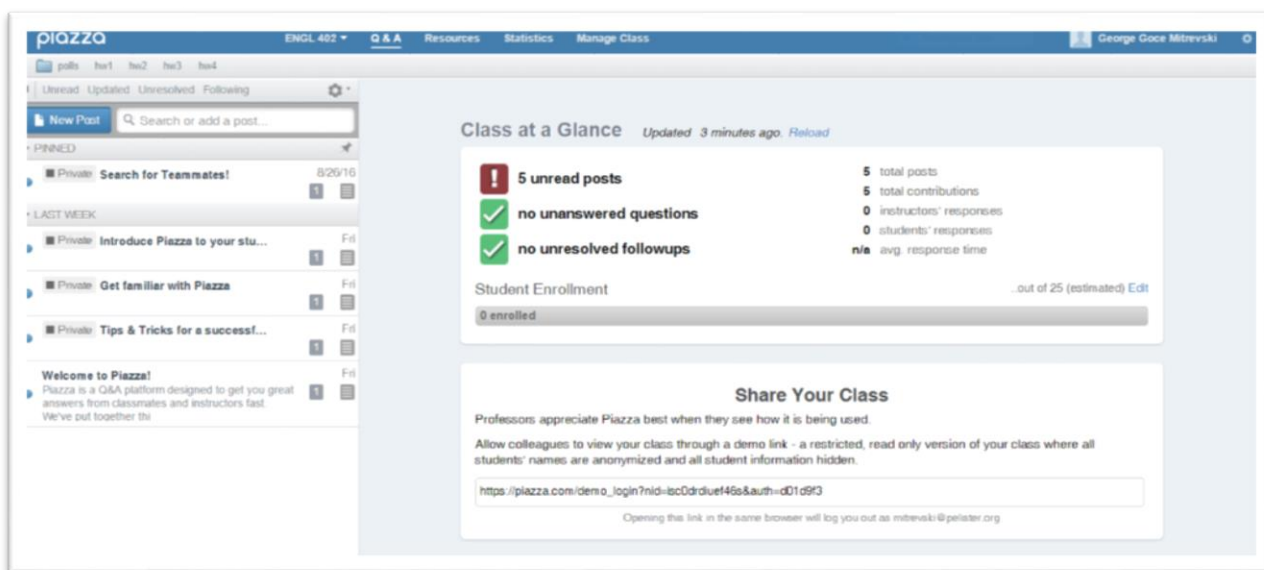 piazza ENGL 402 Q & A Resources Statistics Manage Class George Goce Mitrevski
polls hw1 hw2 hw3 hw4
Unread Updated Unresolved Following
New Post Search or add a post...
PINNED
Private Search for Teammates! 8/26/16
1
LAST WEEK
Private Introduce Piazza to your stu... Fri
1
Private Get familiar with Piazza Fri
1
Private Tips & Tricks for a successf... Fri
1
Welcome to Piazza! Fri
Piazza is a Q&A platform designed to get you great 1
answers from classmates and instructors fast.
We've put together thi
Class at a Glance Updated 3 minutes ago. Reload
5 unread posts
no unanswered questions
no unresolved followups
5 total posts
5 total contributions
0 instructors' responses
0 students' responses
n/a avg. response time
Student Enrollment ...out of 25 (estimated) Edit
0 enrolled
Share Your Class
Professors appreciate Piazza best when they see how it is being used.
Allow colleagues to view your class through a demo link - a restricted, read only version of your class where all
students' names are anonymized and all student information hidden.
https://piazza.com/demo_login?nid=isc0drdiuef46s&auth=d01d9f3
Opening this link in the same browser will log you out as mitrevski@pelister.org